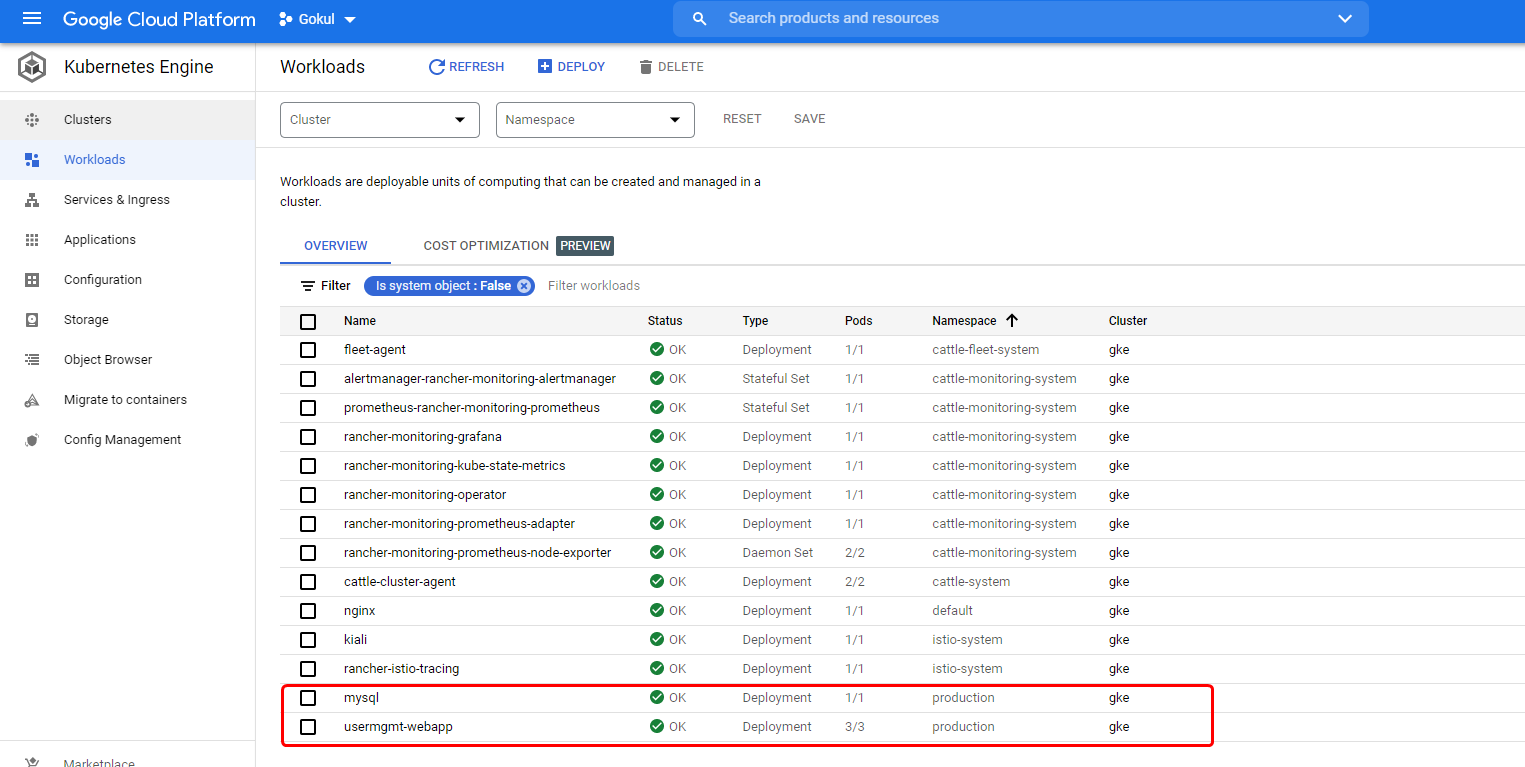 Google Cloud Platform Gokul Search products and resources
Kubernetes Engine Workloads REFRESH DEPLOY DELETE
Clusters
Workloads
Services & Ingress
Applications
Configuration
Storage
Object Browser
Migrate to containers
Config Management
Marketplace
Cluster Namespace RESET SAVE
Workloads are deployable units of computing that can be created and managed in a
cluster.
OVERVIEW COST OPTIMIZATION PREVIEW
Filter Is system object : False Filter workloads
Name Status Type Pods Namespace Cluster
fleet-agent OK Deployment 1/1 cattle-fleet-system gke
alertmanager-rancher-monitoring-alertmanager OK Stateful Set 1/1 cattle-monitoring-system gke
prometheus-rancher-monitoring-prometheus OK Stateful Set 1/1 cattle-monitoring-system gke
rancher-monitoring-grafana OK Deployment 1/1 cattle-monitoring-system gke
rancher-monitoring-kube-state-metrics OK Deployment 1/1 cattle-monitoring-system gke
rancher-monitoring-operator OK Deployment 1/1 cattle-monitoring-system gke
rancher-monitoring-prometheus-adapter OK Deployment 1/1 cattle-monitoring-system gke
rancher-monitoring-prometheus-node-exporter OK Daemon Set 2/2 cattle-monitoring-system gke
cattle-cluster-agent OK Deployment 2/2 cattle-system gke
nginx OK Deployment 1/1 default gke
kiali OK Deployment 1/1 istio-system gke
rancher-istio-tracing OK Deployment 1/1 istio-system gke
mysql OK Deployment 1/1 production gke
usermgmt-webapp OK Deployment 3/3 production gke